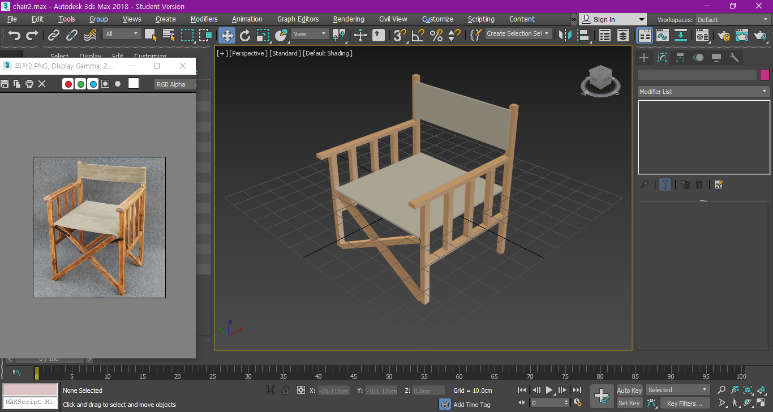 chair2.max - Autodesk 3ds Max 2018 - Student Version
File Edit Tools Group Views Create Modifiers Animation Graph Editors Rendering Civil View Customize Scripting Content » Sign In Workspaces: Default
All View Create Selection Set
Select Display Edit Customize
의자2.PNG, Display Gamma: 2...
RGB Alpha
[+] [Perspective] [Standard] [Default Shading]
Modifier List
0 / 100
0 5 10 15 20 25 30 35 40 45 50 55 60 65 70 75 80 85 90 95 100
None Selected X: Y: Z: 0.0cm Grid = 10.0cm Auto Key Selected
MAXScript Mi Click and drag to select and move objects Add Time Tag 0 Set Key Key Filters...